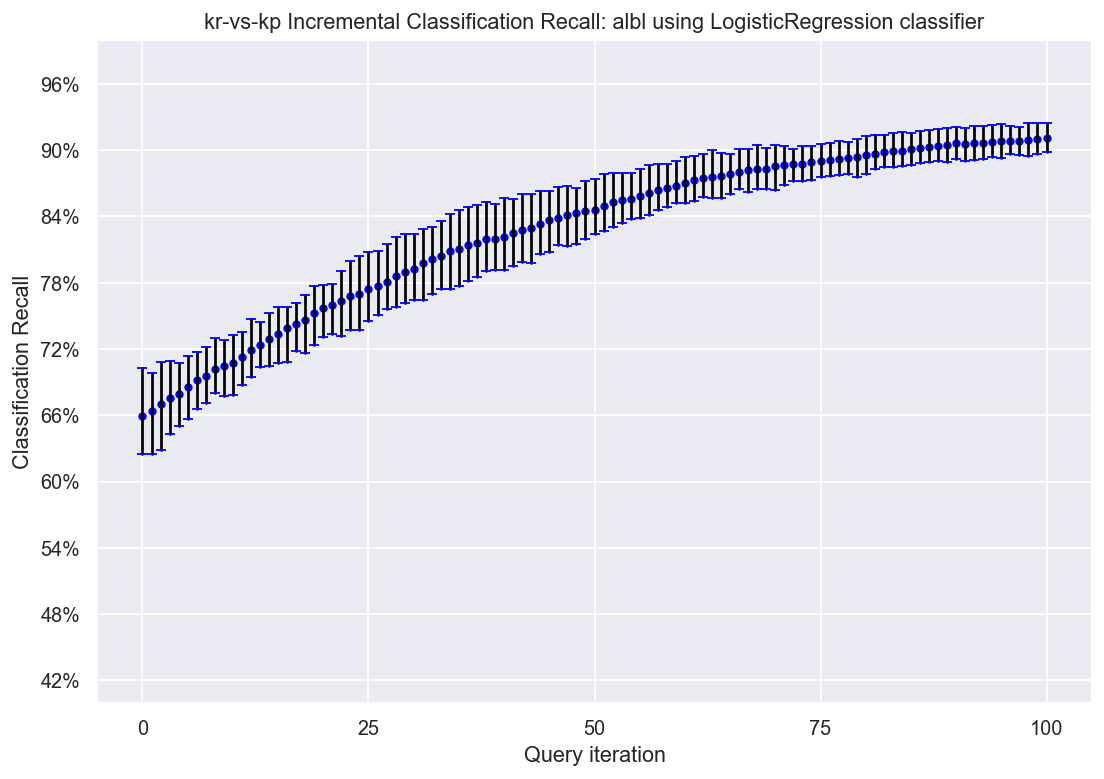 kr-vs-kp Incremental Classification Recall: albl using LogisticRegression classifier
96%
90%
84%
78%
72%
66%
60%
54%
48%
42%
Classification Recall
0 25 50 75 100
Query iteration